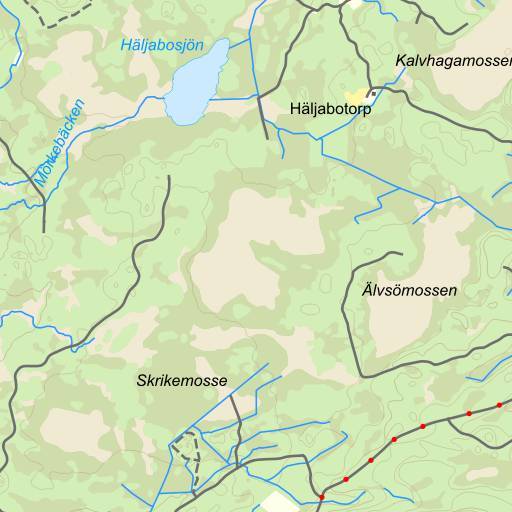 Häljabosjön
Kalvhagamossen
Häljabotorp
Mörkebäcken
Älvsömossen
Skrikemosse